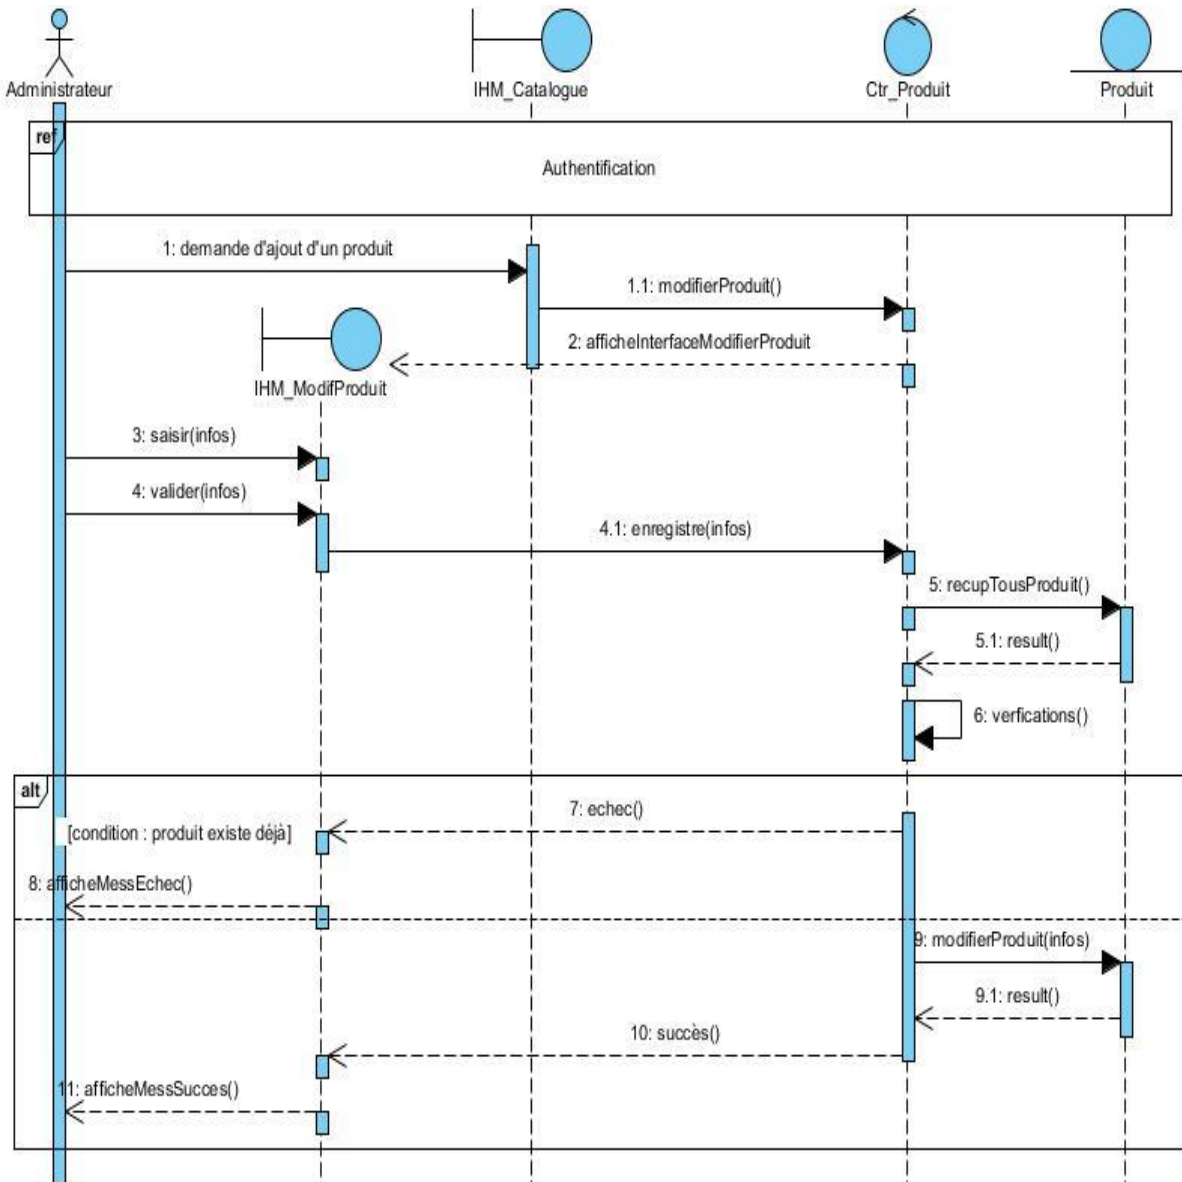 Administrateur
IHM_Catalogue
Ctr_Produit
Produit
ref
Authentification
1: demande d'ajout d'un produit
1.1: modifierProduit()
2: afficheInterfaceModifierProduit
IHM_ModifProduit
3: saisir(infos)
4: valider(infos)
4.1: enregistre(infos)
5: recupTousProduit()
5.1: result()
6: verfications()
alt
7: echec()
[condition : produit existe déjà]
8: afficheMessEchec()
9: modifierProduit(infos)
9.1: result()
10: succès()
11: afficheMessSucces()